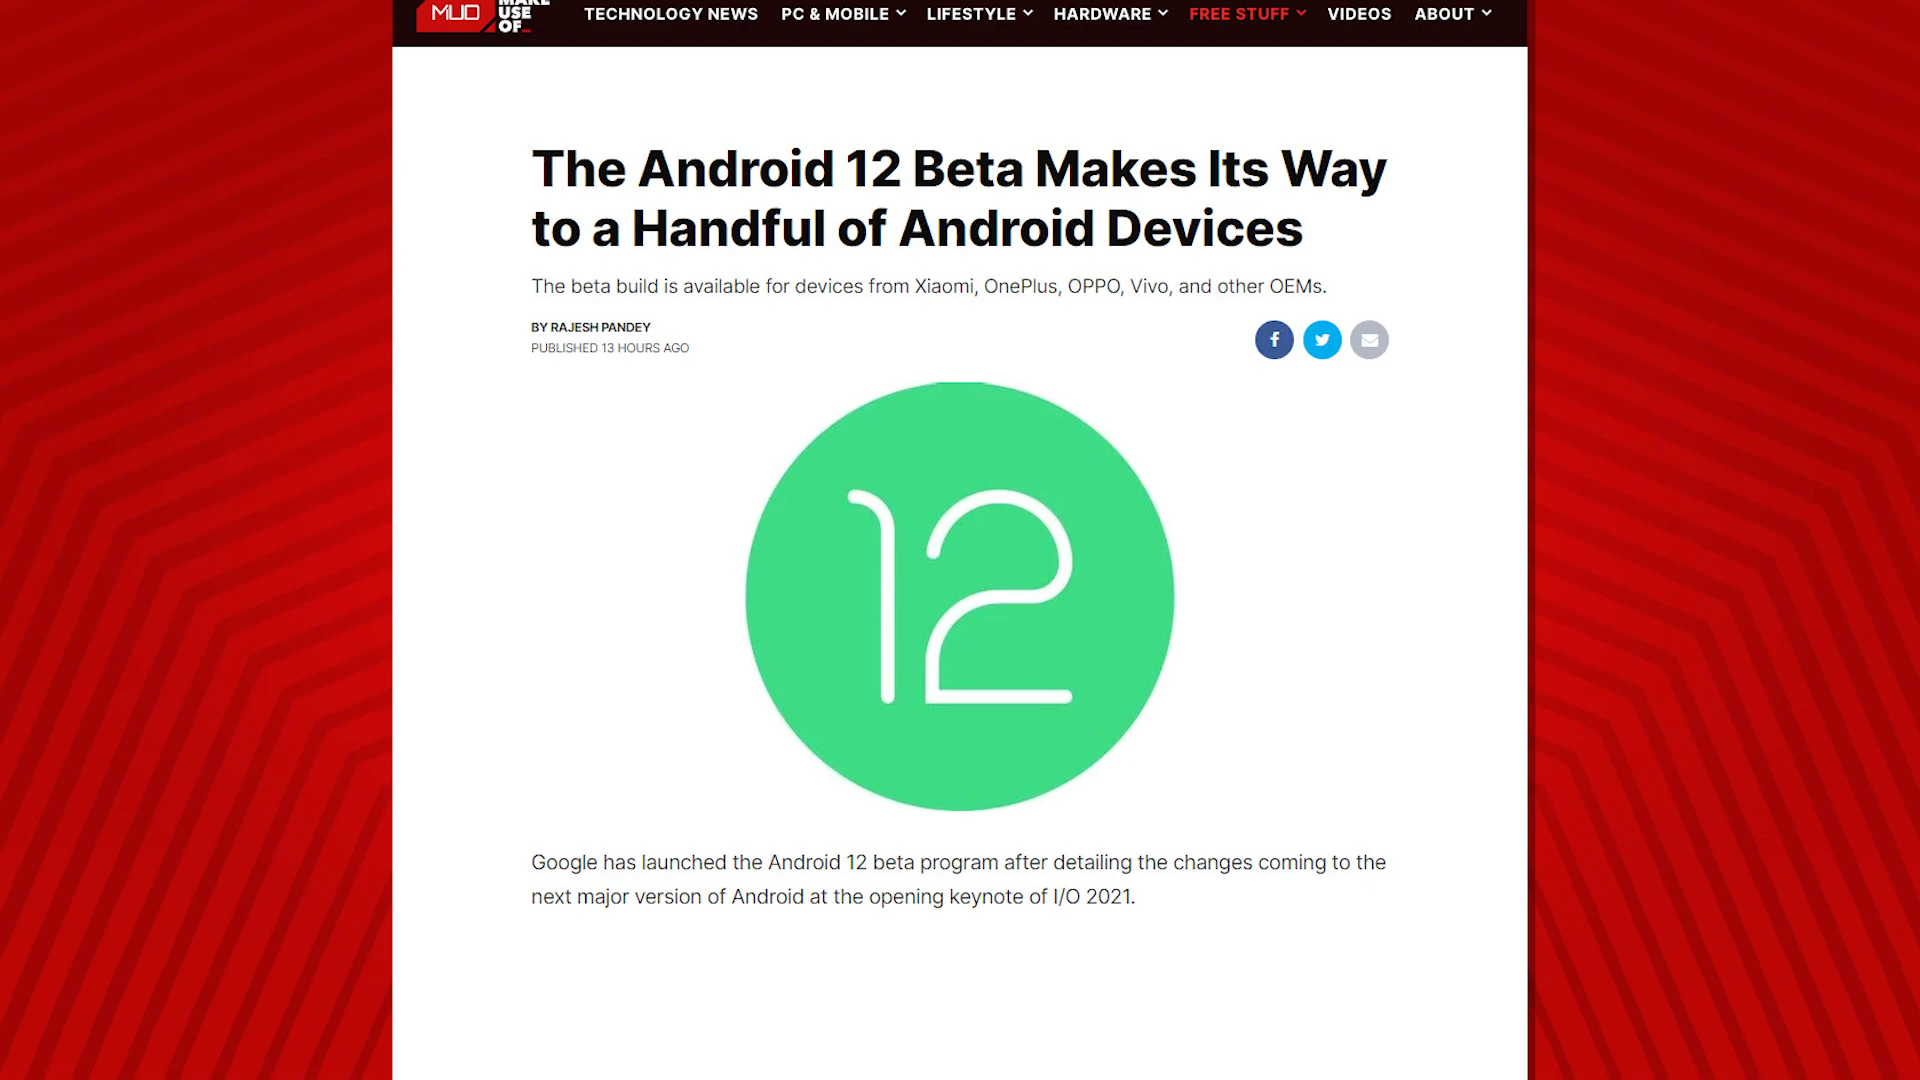 MUO
MAKE
USE
OF_
TECHNOLOGY NEWS PC & MOBILE LIFESTYLE HARDWARE FREE STUFF VIDEOS ABOUT
The Android 12 Beta Makes Its Way
to a Handful of Android Devices
The beta build is available for devices from Xiaomi, OnePlus, OPPO, Vivo, and other OEMs.
BY RAJESH PANDEY
PUBLISHED 13 HOURS AGO
12
Google has launched the Android 12 beta program after detailing the changes coming to the
next major version of Android at the opening keynote of I/O 2021.